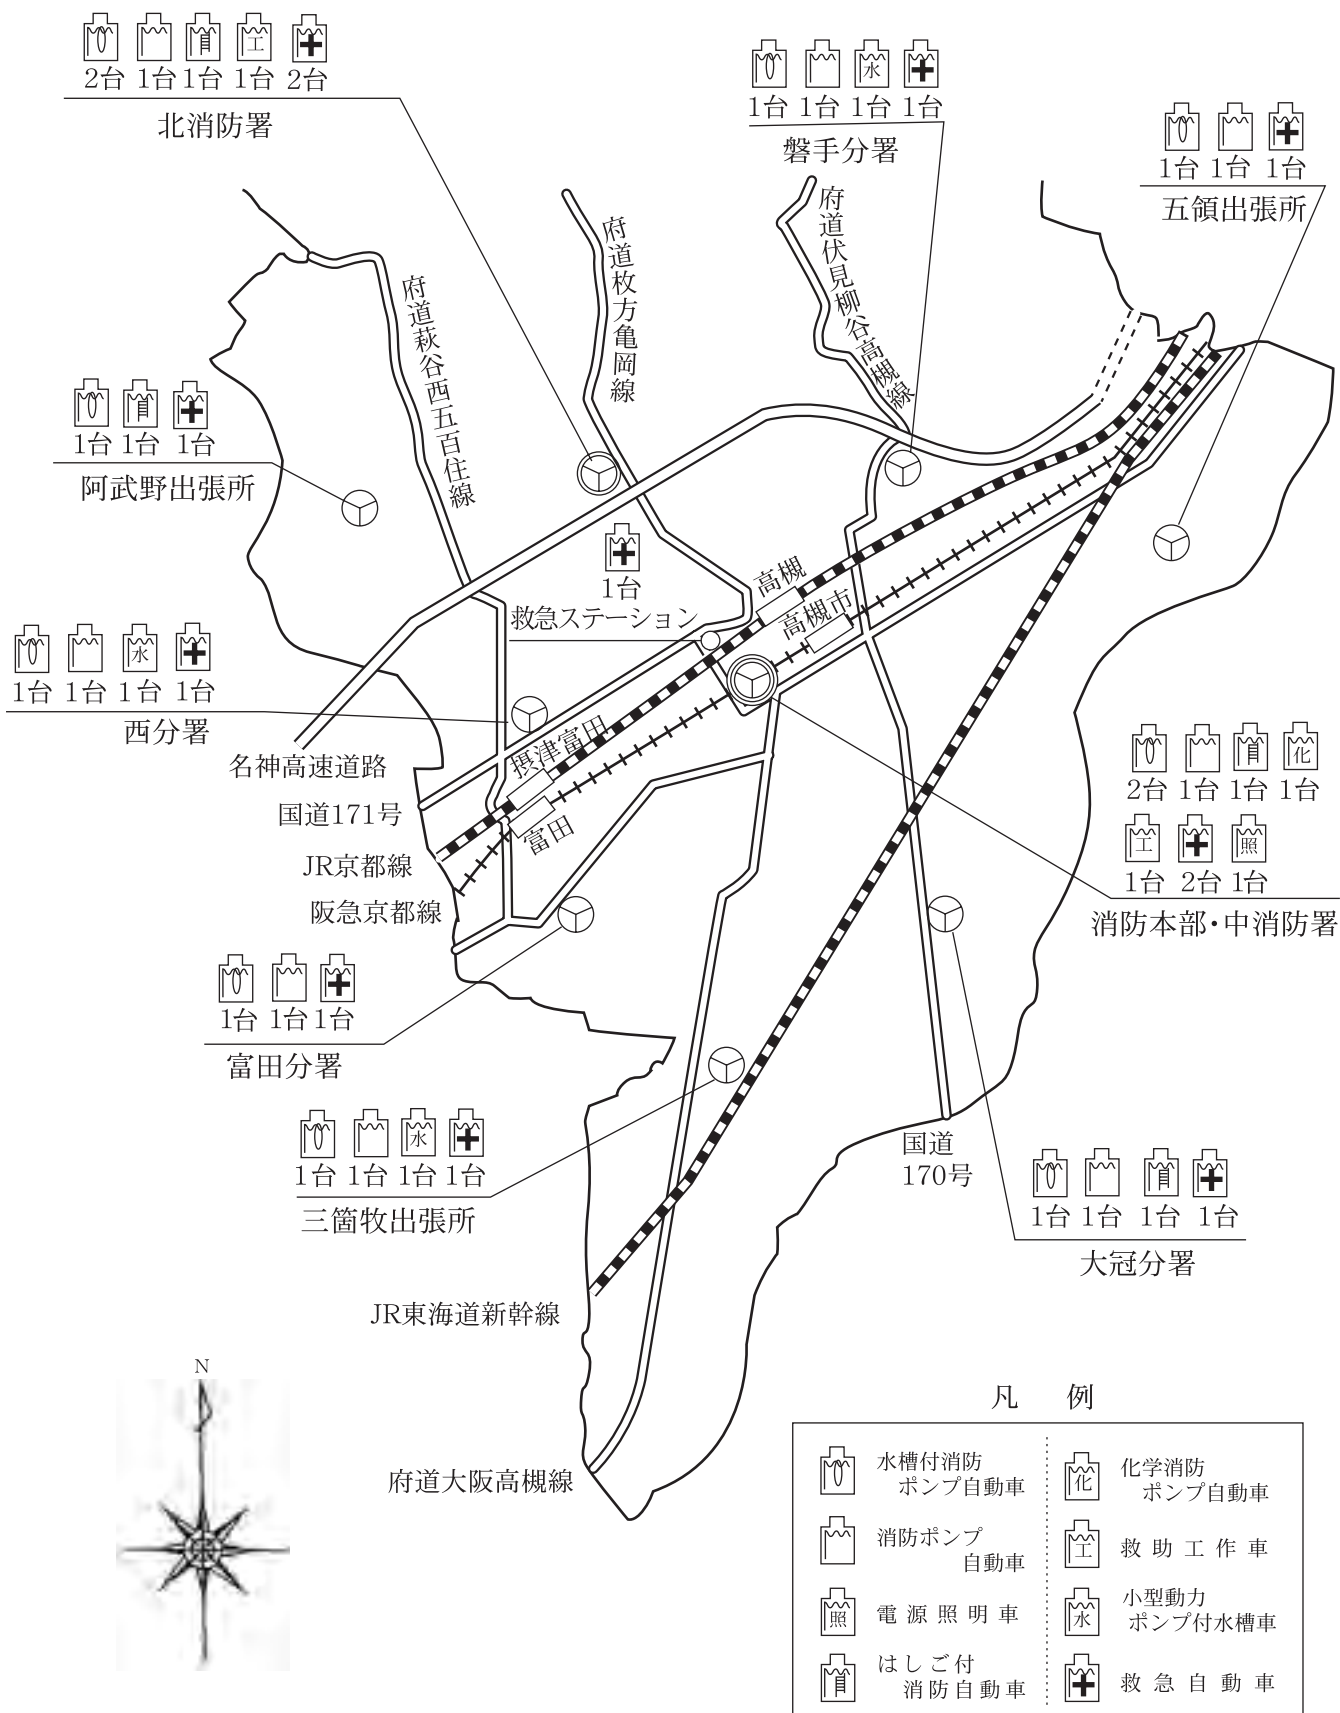 工
2台 1台 1台 1台 2台
北消防署
水
1台 1台 1台 1台
磐手分署
1台 1台 1台
五領出張所
府道萩谷西五百住線
府道枚方亀岡線
府道伏見柳谷高槻線
1台 1台 1台
阿武野出張所
1台
救急ステーション
高槻
高槻市
水
1台 1台 1台 1台
西分署
摂津富田
富田
名神高速道路
国道171号
JR京都線
阪急京都線
化
2台 1台 1台 1台
工 照
1台 2台 1台
消防本部・中消防署
1台 1台 1台
富田分署
水
1台 1台 1台 1台
三箇牧出張所
国道
170号
1台 1台 1台 1台
大冠分署
JR東海道新幹線
府道大阪高槻線
N
凡 例
水槽付消防
ポンプ自動車
消防ポンプ
自動車
照
電源照明車
はしご付
消防自動車
化
化学消防
ポンプ自動車
工
救助工作車
水
小型動力
ポンプ付水槽車
救急自動車